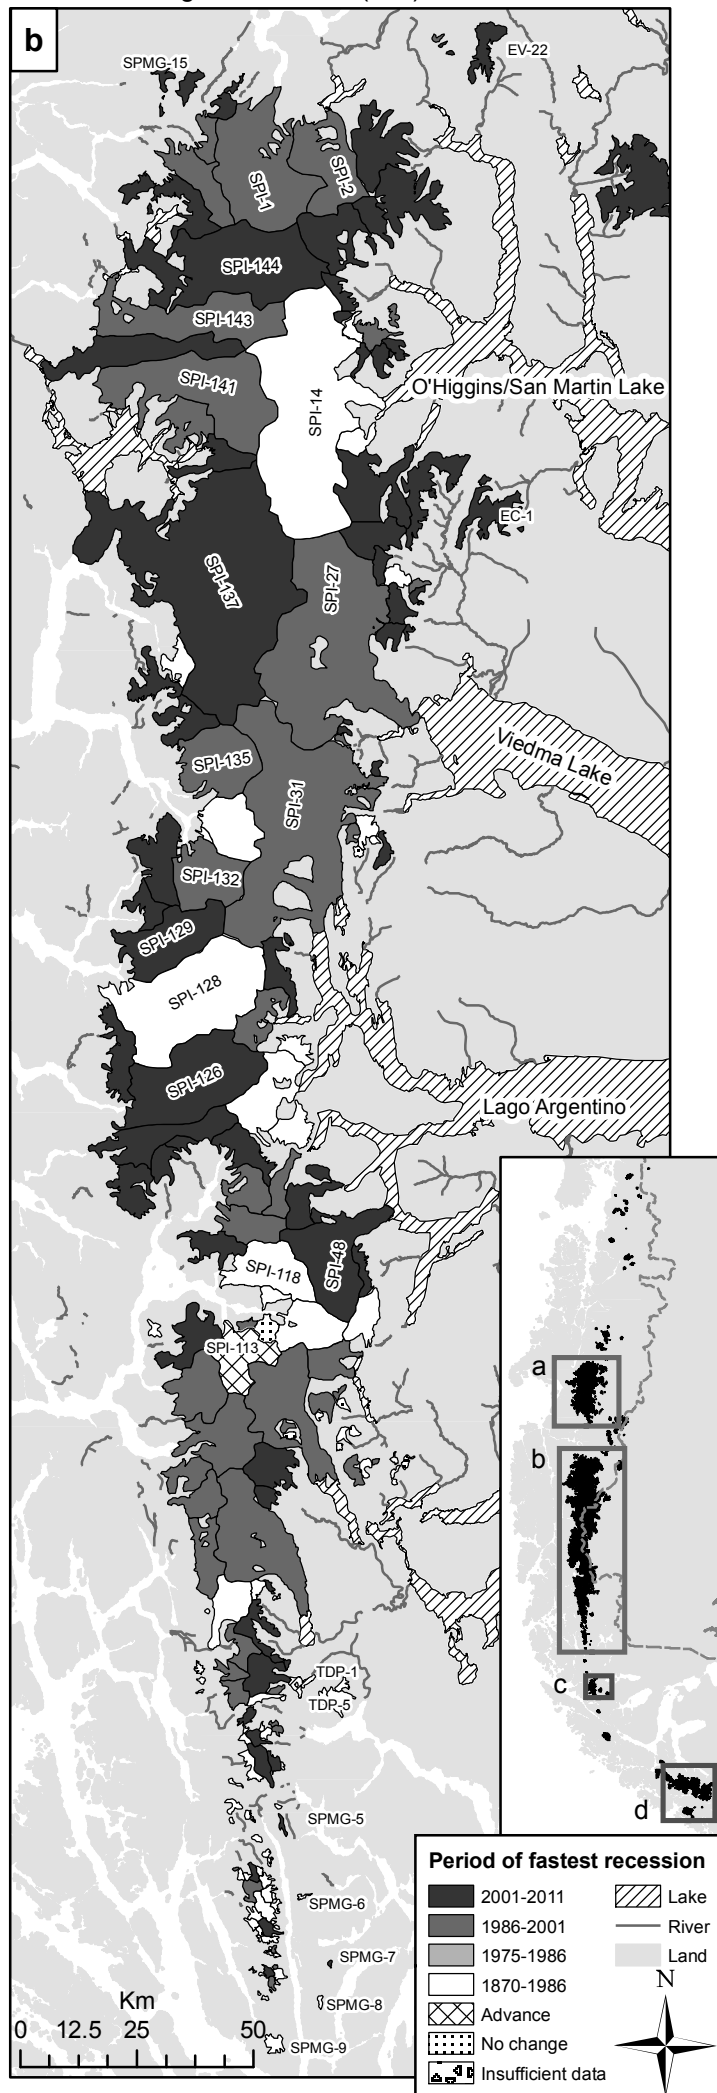 b
SPMG-15
EV-22
SPI-1
SPI-2
SPI-144
SPI-143
SPI-141
SPI-14
O'Higgins/San Martin Lake
EC-1
SPI-137
SPI-27
Viedma Lake
SPI-135
SPI-31
SPI-132
SPI-129
SPI-128
SPI-126
Lago Argentino
SPI-48
SPI-118
SPI-113
a
b
c
d
TDP-1
TDP-5
SPMG-5
SPMG-6
SPMG-7
SPMG-8
SPMG-9
Km
0 12.5 25 50
Period of fastest recession
2001-2011
1986-2001
1975-1986
1870-1986
Advance
No change
Insufficient data
Lake
River
Land
N